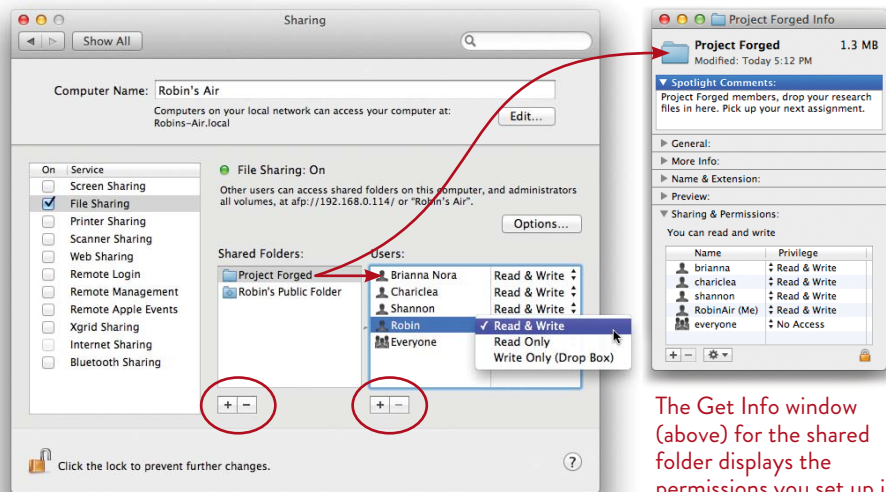 Sharing
Show All
Computer Name: Robin's Air
Computers on your local network can access your computer at:
Robins-Air.local
Edit...
On Service
Screen Sharing
File Sharing
Printer Sharing
Scanner Sharing
Web Sharing
Remote Login
Remote Management
Remote Apple Events
Xgrid Sharing
Internet Sharing
Bluetooth Sharing
File Sharing: On
Other users can access shared folders on this computer, and administrators
all volumes, at afp://192.168.0.114/ or "Robin's Air".
Options...
Shared Folders:
Project Forged
Robin's Public Folder
Users:
Brianna Nora Read & Write
Chariclea Read & Write
Shannon Read & Write
Robin ✓ Read & Write
Everyone Read Only
Write Only (Drop Box)
+ −
+ −
Click the lock to prevent further changes.
?
Project Forged Info
Project Forged 1.3 MB
Modified: Today 5:12 PM
▼ Spotlight Comments:
Project Forged members, drop your research
files in here. Pick up your next assignment.
▶ General:
▶ More Info:
▶ Name & Extension:
▶ Preview:
▼ Sharing & Permissions:
You can read and write
Name Privilege
brianna Read & Write
chariclea Read & Write
shannon Read & Write
RobinAir (Me) Read & Write
everyone No Access
+ −
The Get Info window
(above) for the shared
folder displays the
permissions you set up